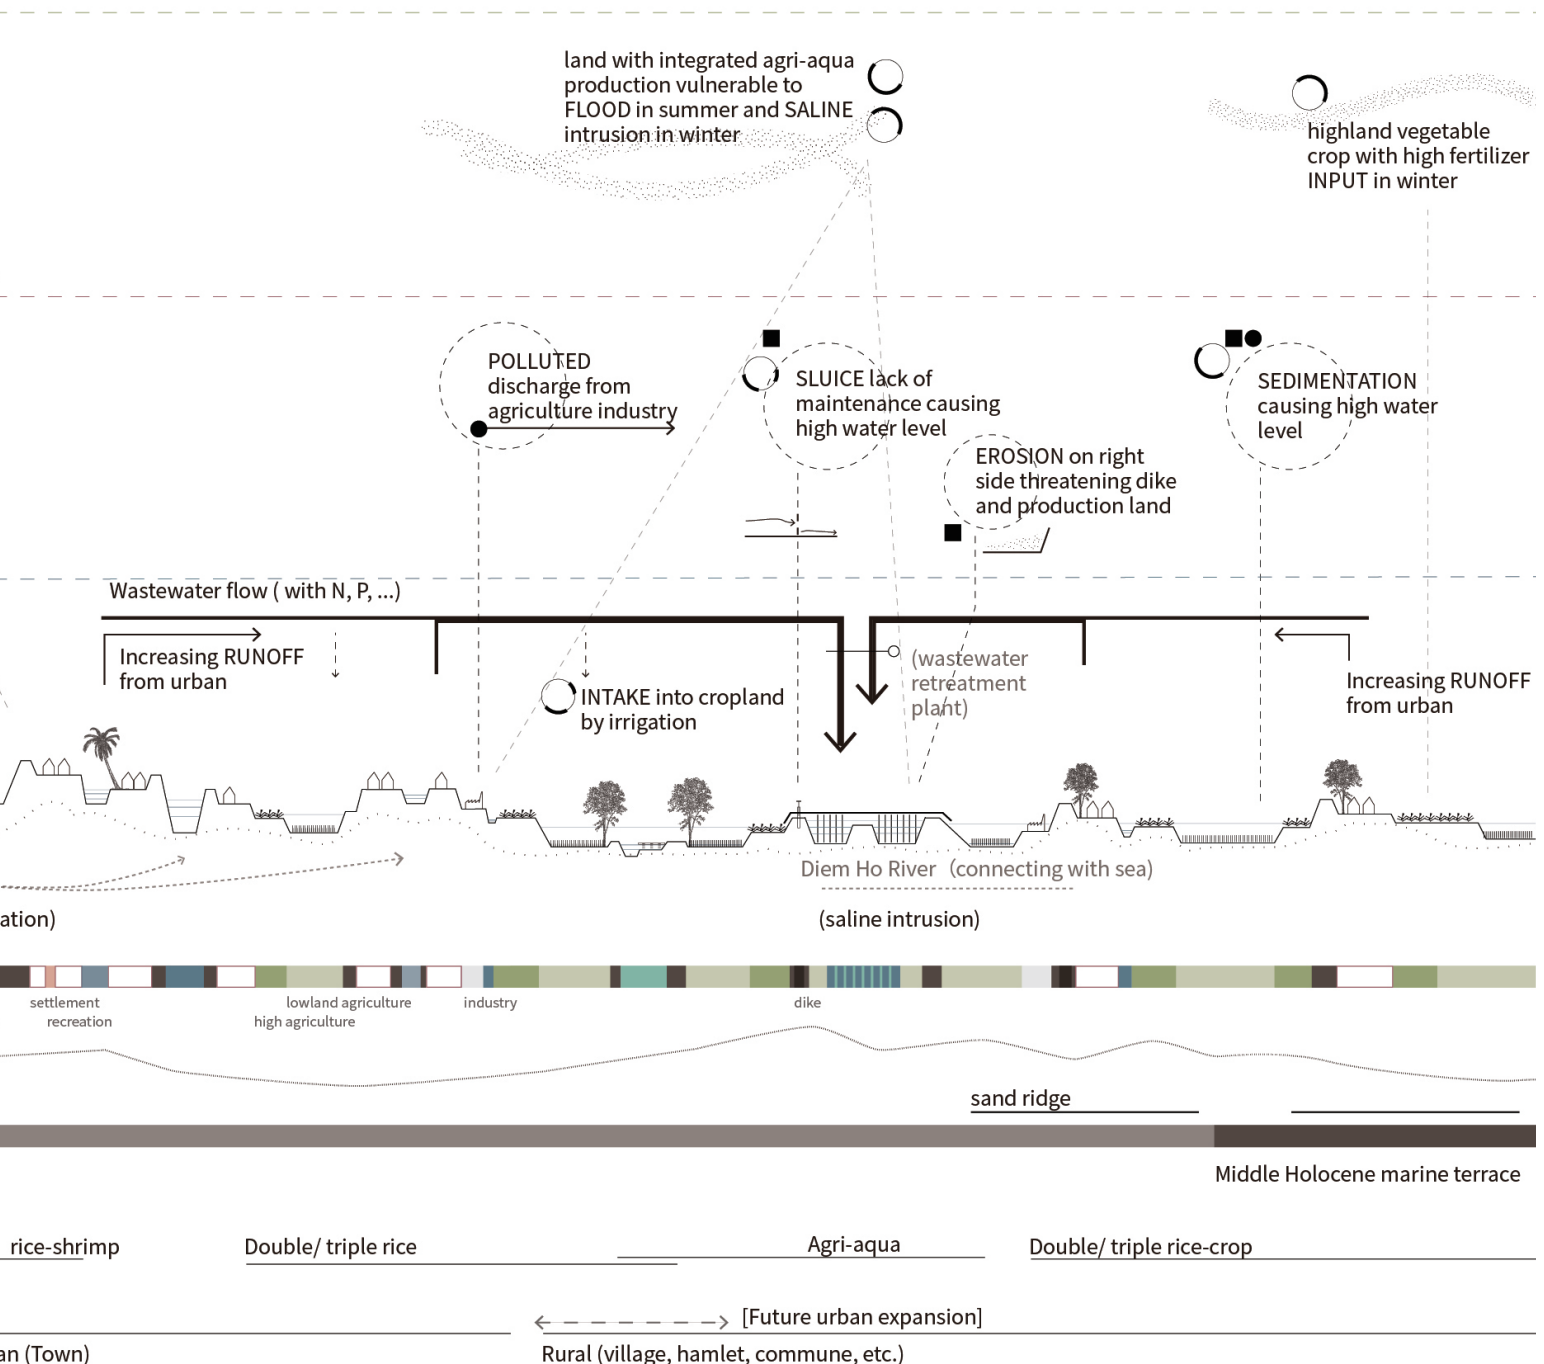 land with integrated agri-aqua
production vulnerable to
FLOOD in summer and SALINE
intrusion in winter
highland vegetable
crop with high fertilizer
INPUT in winter
POLLUTED
discharge from
agriculture industry
SLUICE lack of
maintenance causing
high water level
SEDIMENTATION
causing high water
level
EROSION on right
side threatening dike
and production land
Wastewater flow ( with N, P, ...)
Increasing RUNOFF
from urban
INTAKE into cropland
by irrigation
(wastewater
retreatment
plant)
Increasing RUNOFF
from urban
Diem Ho River (connecting with sea)
ation)
(saline intrusion)
settlement
recreation
lowland agriculture
high agriculture
industry
dike
sand ridge
Middle Holocene marine terrace
rice-shrimp
Double/ triple rice
Agri-aqua
Double/ triple rice-crop
[Future urban expansion]
an (Town)
Rural (village, hamlet, commune, etc.)